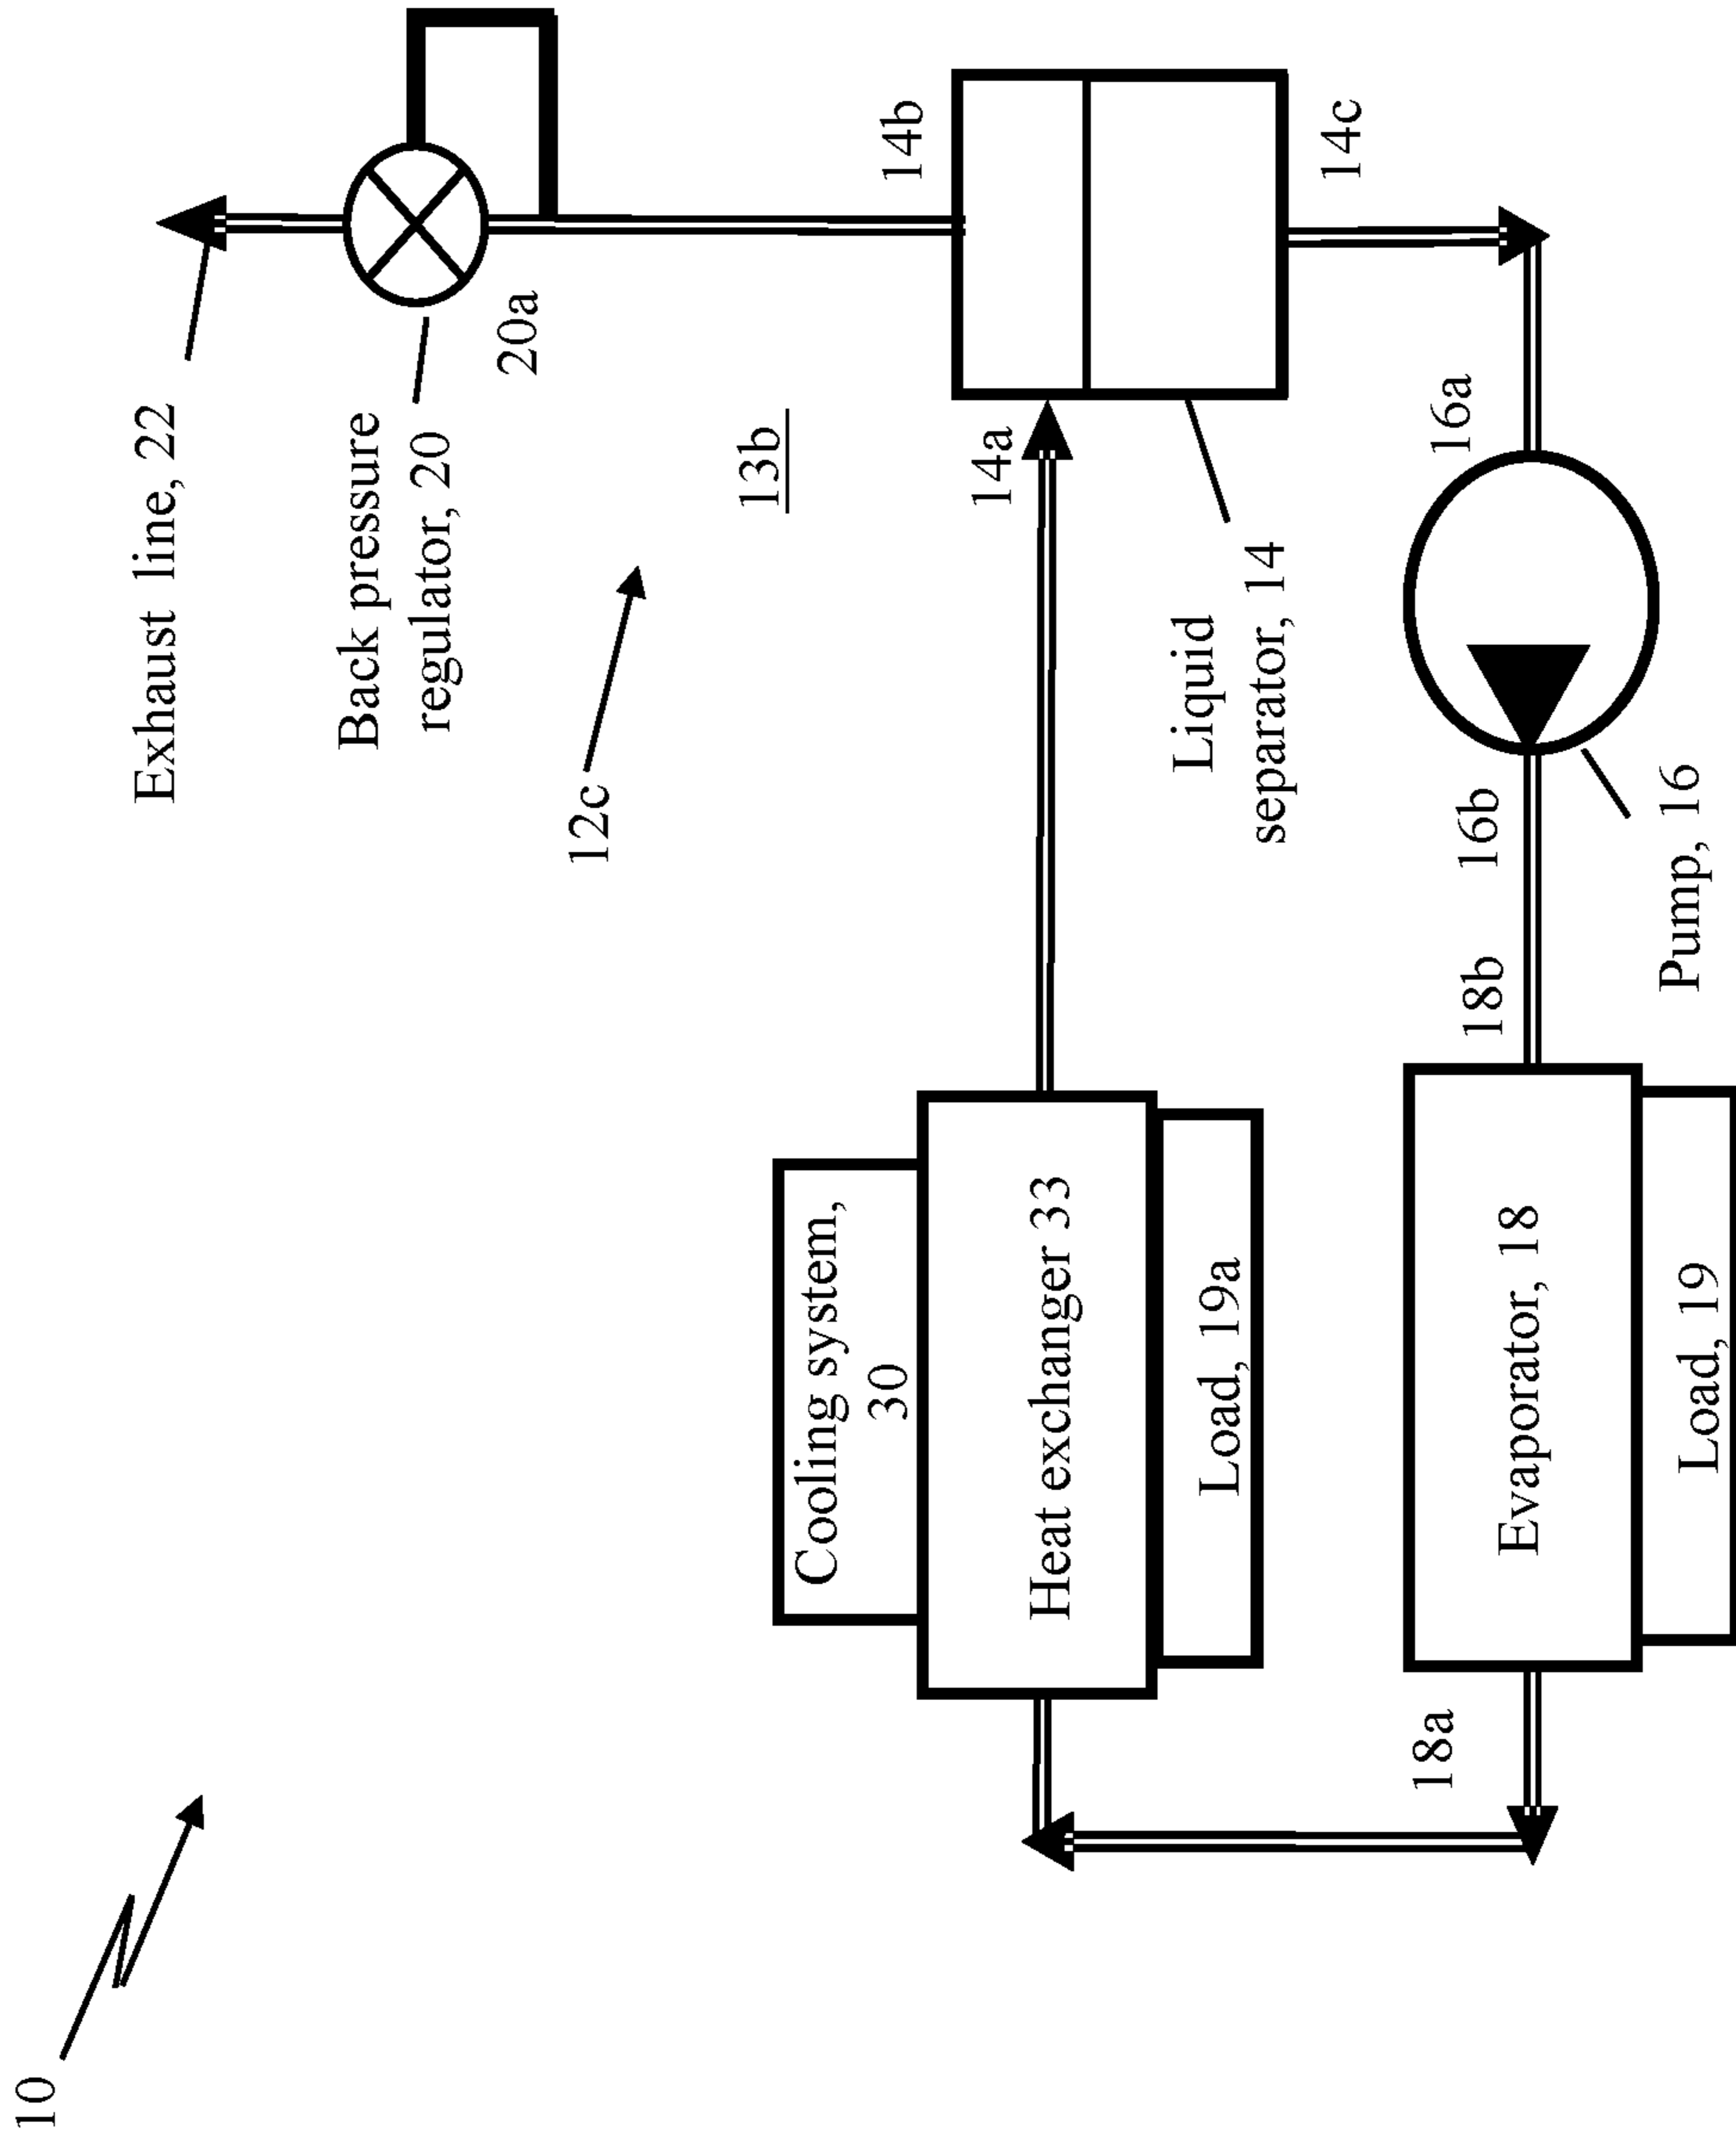 10
Exhaust line, 22
Back pressure
regulator, 20
20a
12c
13b
14b
14a
14c
Liquid
separator, 14
Cooling system,
30
Heat exchanger 33
Load, 19a
16a
16b
Pump, 16
18b
18a
Evaporator, 18
Load, 19